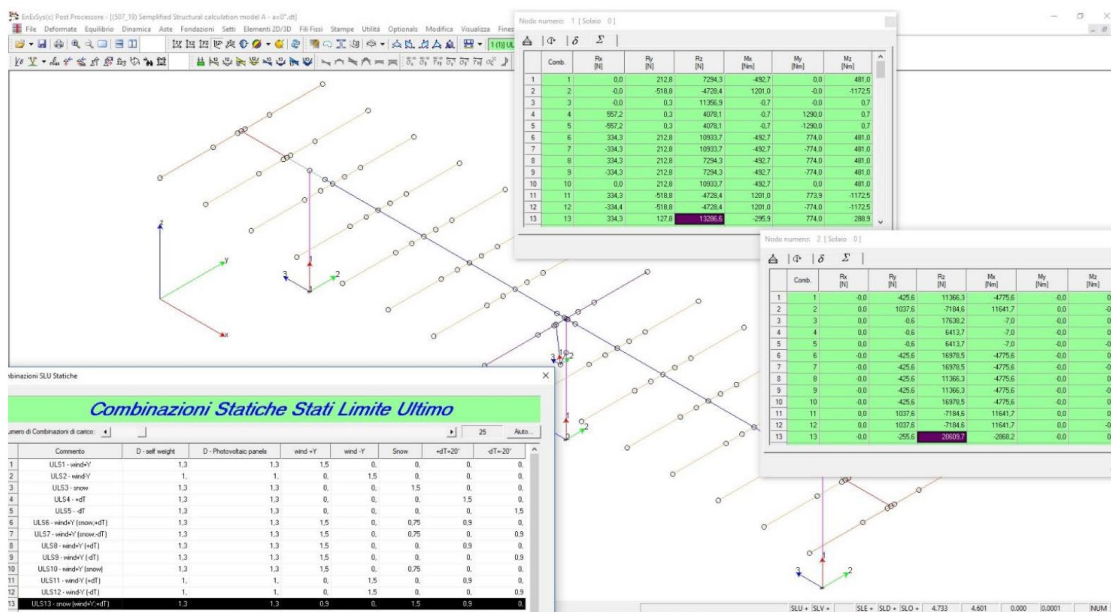 EnExSys(c) Post Processore - [(507_18) Semplified Structural calculation model A - a=0°.dt]
File Deformate Equilibrio Dinamica Aste Fondazioni Setti Elementi 2D/3D Fili Fissi Stampe Utilità Optionals Modifica Visualizza Fines
1 (1) UL
Nodo numero: 1 [ Solaio 0 ]
δ Σ
Comb. Rx [N] Ry [N] Rz [N] Mx [Nm] My [Nm] Mz [Nm]
1 1 0,0 212,8 7294,3 -492,7 0,0 481,0
2 2 -0,0 -518,8 -4728,4 1201,0 -0,0 -1172,5
3 3 -0,0 0,3 11356,9 -0,7 -0,0 0,7
4 4 557,2 0,3 4078,1 -0,7 1290,0 0,7
5 5 -557,2 0,3 4078,1 -0,7 -1290,0 0,7
6 6 334,3 212,8 10933,7 -492,7 774,0 481,0
7 7 -334,3 212,8 10933,7 -492,7 -774,0 481,0
8 8 334,3 212,8 7294,3 -492,7 774,0 481,0
9 9 -334,3 212,8 7294,3 -492,7 -774,0 481,0
10 10 0,0 212,8 10933,7 -492,7 0,0 481,0
11 11 334,3 -518,8 -4728,4 1201,0 773,9 -1172,5
12 12 -334,4 -518,8 -4728,4 1201,0 -774,0 -1172,5
13 13 334,3 127,8 13286,6 -295,9 774,0 288,9
Nodo numero: 2 [ Solaio 0 ]
δ Σ
Comb. Rx [N] Ry [N] Rz [N] Mx [Nm] My [Nm] Mz [Nm]
1 1 -0,0 -425,6 11366,3 -4775,6 -0,0 0
2 2 0,0 1037,6 -7184,6 11641,7 -0,0 -0
3 3 0,0 -0,6 17638,2 -7,0 -0,0 0
4 4 0,0 -0,6 6413,7 -7,0 -0,0 0
5 5 0,0 -0,6 6413,7 -7,0 -0,0 0
6 6 -0,0 -425,6 16978,5 -4775,6 -0,0 0
7 7 -0,0 -425,6 16978,5 -4775,6 -0,0 0
8 8 -0,0 -425,6 11366,3 -4775,6 -0,0 0
9 9 -0,0 -425,6 11366,3 -4775,6 -0,0 0
10 10 -0,0 -425,6 16978,5 -4775,6 -0,0 0
11 11 0,0 1037,6 -7184,6 11641,7 -0,0 -0
12 12 0,0 1037,6 -7184,6 11641,7 -0,0 -0
13 13 -0,0 -255,6 20609,7 -2868,2 -0,0 0
z
y
x
1
2
3
mbinazioni SLU Statiche
Combinazioni Statiche Stati Limite Ultimo
umero di Combinazioni di carico: 25 Auto...
Commento D - self weight D - Photovoltaic panels wind +Y wind -Y Snow +dT=20° -dT=-20°
1 ULS1 - wind+Y 1,3 1,3 1,5 0, 0, 0, 0,
2 ULS2 - wind-Y 1, 1, 0, 1,5 0, 0, 0,
3 ULS3 - snow 1,3 1,3 0, 0, 1,5 0, 0,
4 ULS4 - +dT 1,3 1,3 0, 0, 0, 1,5 0,
5 ULS5 - -dT 1,3 1,3 0, 0, 0, 0, 1,5
6 ULS6 - wind+Y (snow;+dT) 1,3 1,3 1,5 0, 0,75 0,9 0,
7 ULS7 - wind+Y (snow;-dT) 1,3 1,3 1,5 0, 0,75 0, 0,9
8 ULS8 - wind+Y (+dT) 1,3 1,3 1,5 0, 0, 0,9 0,
9 ULS9 - wind+Y (-dT) 1,3 1,3 1,5 0, 0, 0, 0,9
10 ULS10 - wind+Y (snow) 1,3 1,3 1,5 0, 0,75 0, 0,
11 ULS11 - wind-Y (+dT) 1, 1, 0, 1,5 0, 0,9 0,
12 ULS12 - wind-Y (-dT) 1, 1, 0, 1,5 0, 0, 0,9
13 ULS13 - snow (wind+Y;+dT) 1,3 1,3 0,9 0, 1,5 0,9 0,
SLU + SLV + SLE + SLD + SLO + 4.733 4.601 0.000 0.0001 NUM